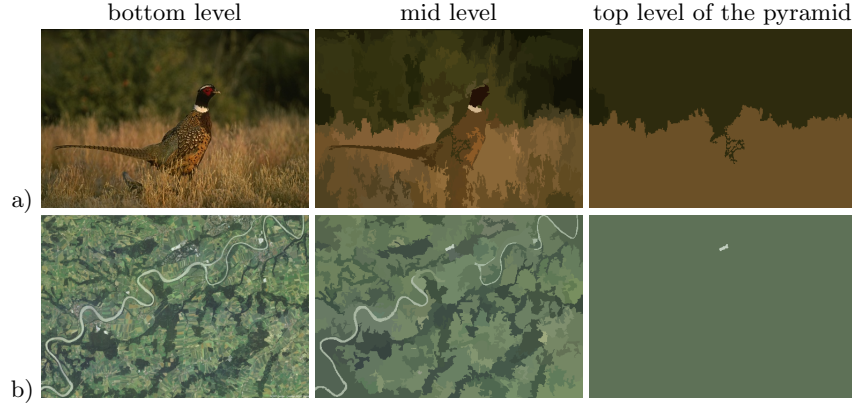 bottom level mid level top level of the pyramid
a)
b)